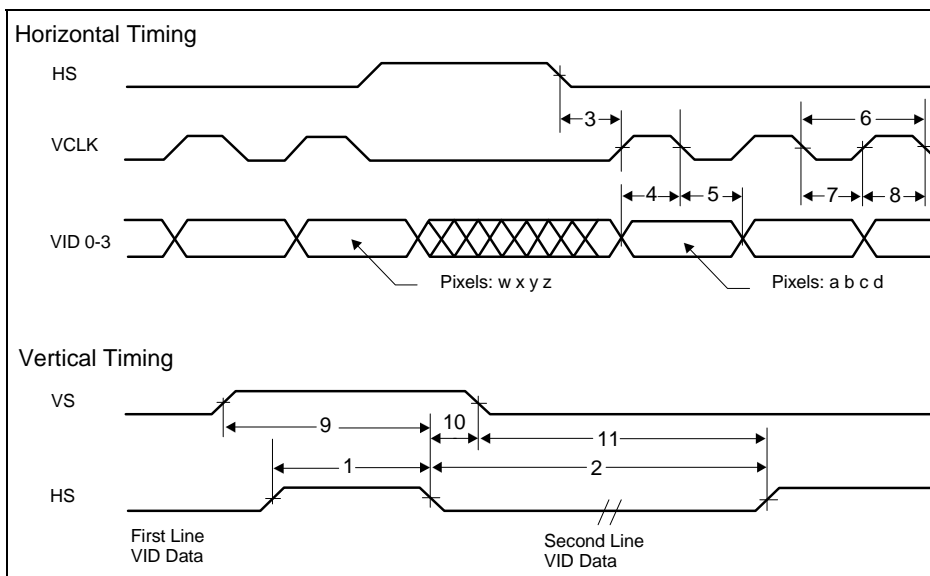 Horizontal Timing
HS
3
6
VCLK
4
5
7
8
VID 0-3
Pixels: w x y z
Pixels: a b c d
Vertical Timing
VS
10
9
11
1
2
HS
First Line
VID Data
Second Line
VID Data